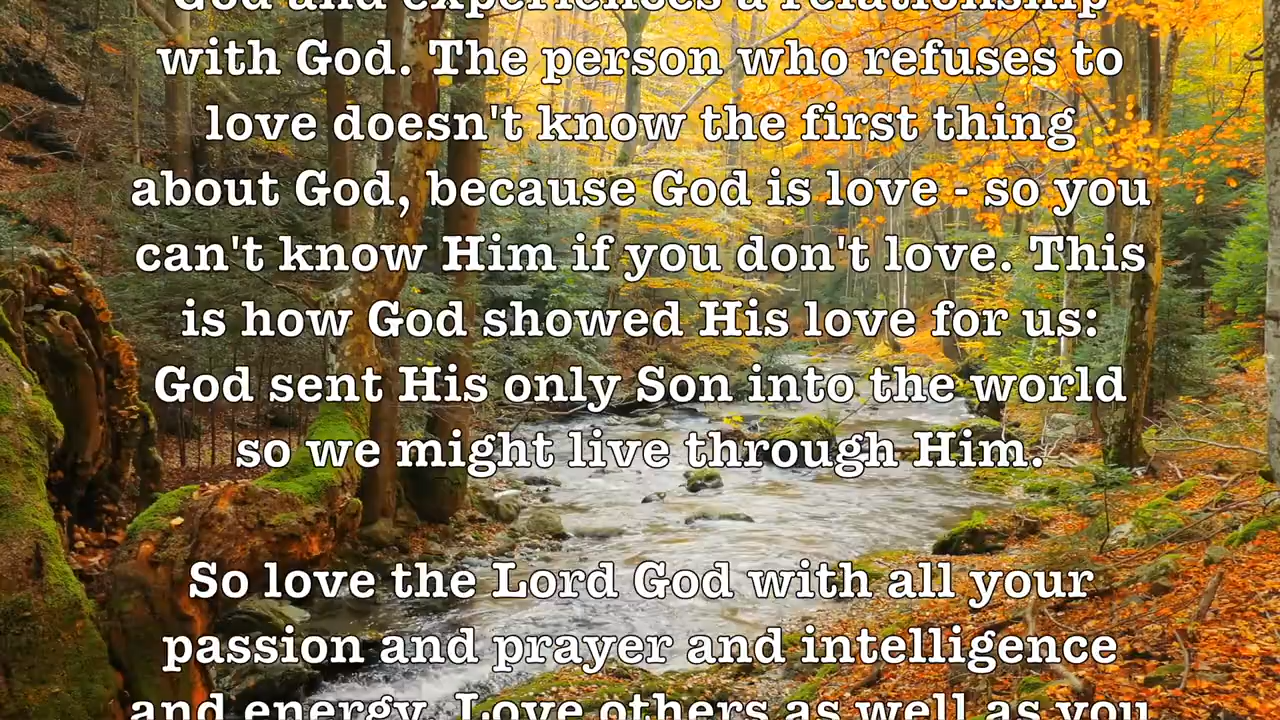 God and experiences a relationship
with God. The person who refuses to
love doesn't know the first thing
about God, because God is love - so you
can't know Him if you don't love. This
is how God showed His love for us:
God sent His only Son into the world
so we might live through Him.
So love the Lord God with all your
passion and prayer and intelligence
and energy. Love others as well as you